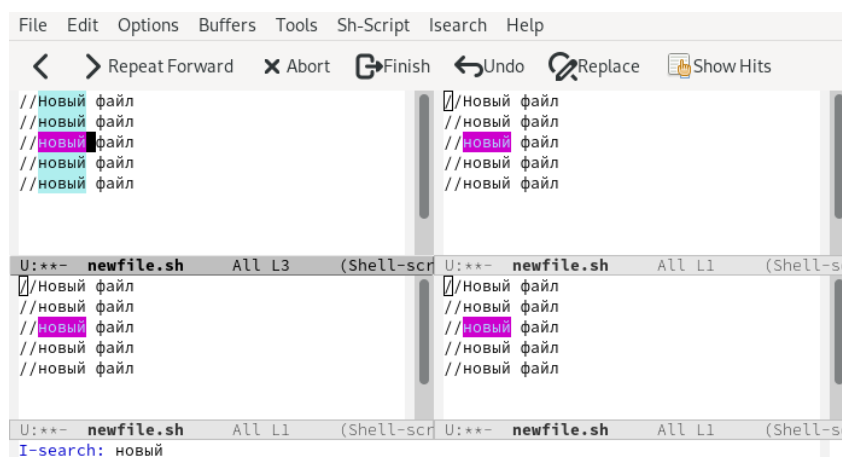 File Edit Options Buffers Tools Sh-Script Isearch Help
Repeat Forward Abort Finish Undo Replace Show Hits
//Новый файл
//новый файл
//новый файл
//новый файл
//новый файл
U:**- newfile.sh All L3 (Shell-scr
//Новый файл
//новый файл
//новый файл
//новый файл
//новый файл
U:**- newfile.sh All L1 (Shell-s
//Новый файл
//новый файл
//новый файл
//новый файл
//новый файл
U:**- newfile.sh All L1 (Shell-scr
//Новый файл
//новый файл
//новый файл
//новый файл
//новый файл
U:**- newfile.sh All L1 (Shell-s
I-search: новый